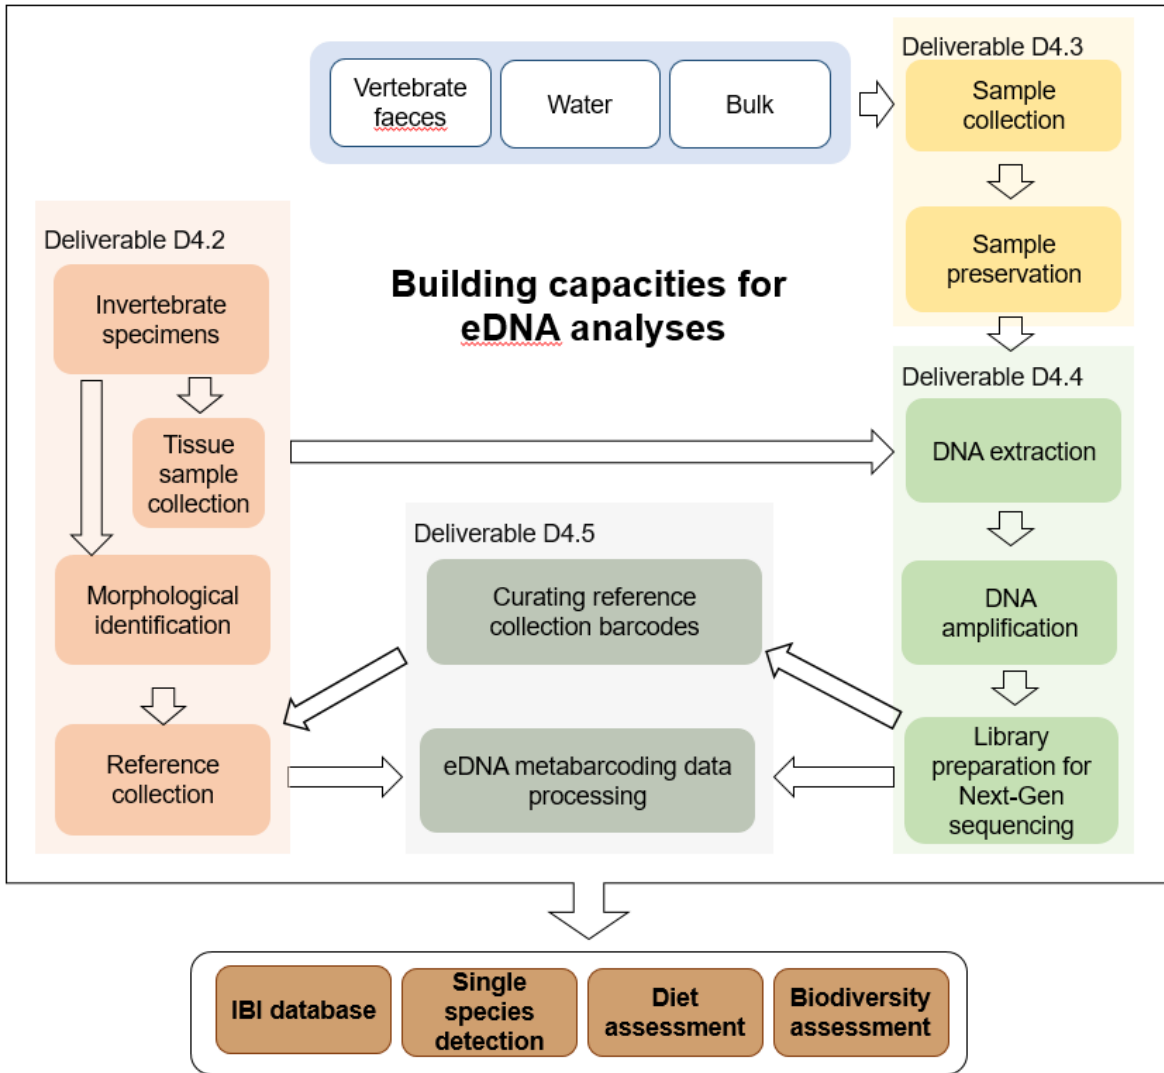 Deliverable D4.3
Vertebrate
faeces
Water
Bulk
Sample
collection
Sample
preservation
Deliverable D4.2
Invertebrate
specimens
Building capacities for
eDNA analyses
Deliverable D4.4
DNA extraction
Tissue
sample
collection
Deliverable D4.5
Curating reference
collection barcodes
Morphological
identification
DNA
amplification
Reference
collection
eDNA metabarcoding data
processing
Library
preparation for
Next-Gen
sequencing
IBI database
Single
species
detection
Diet
assessment
Biodiversity
assessment